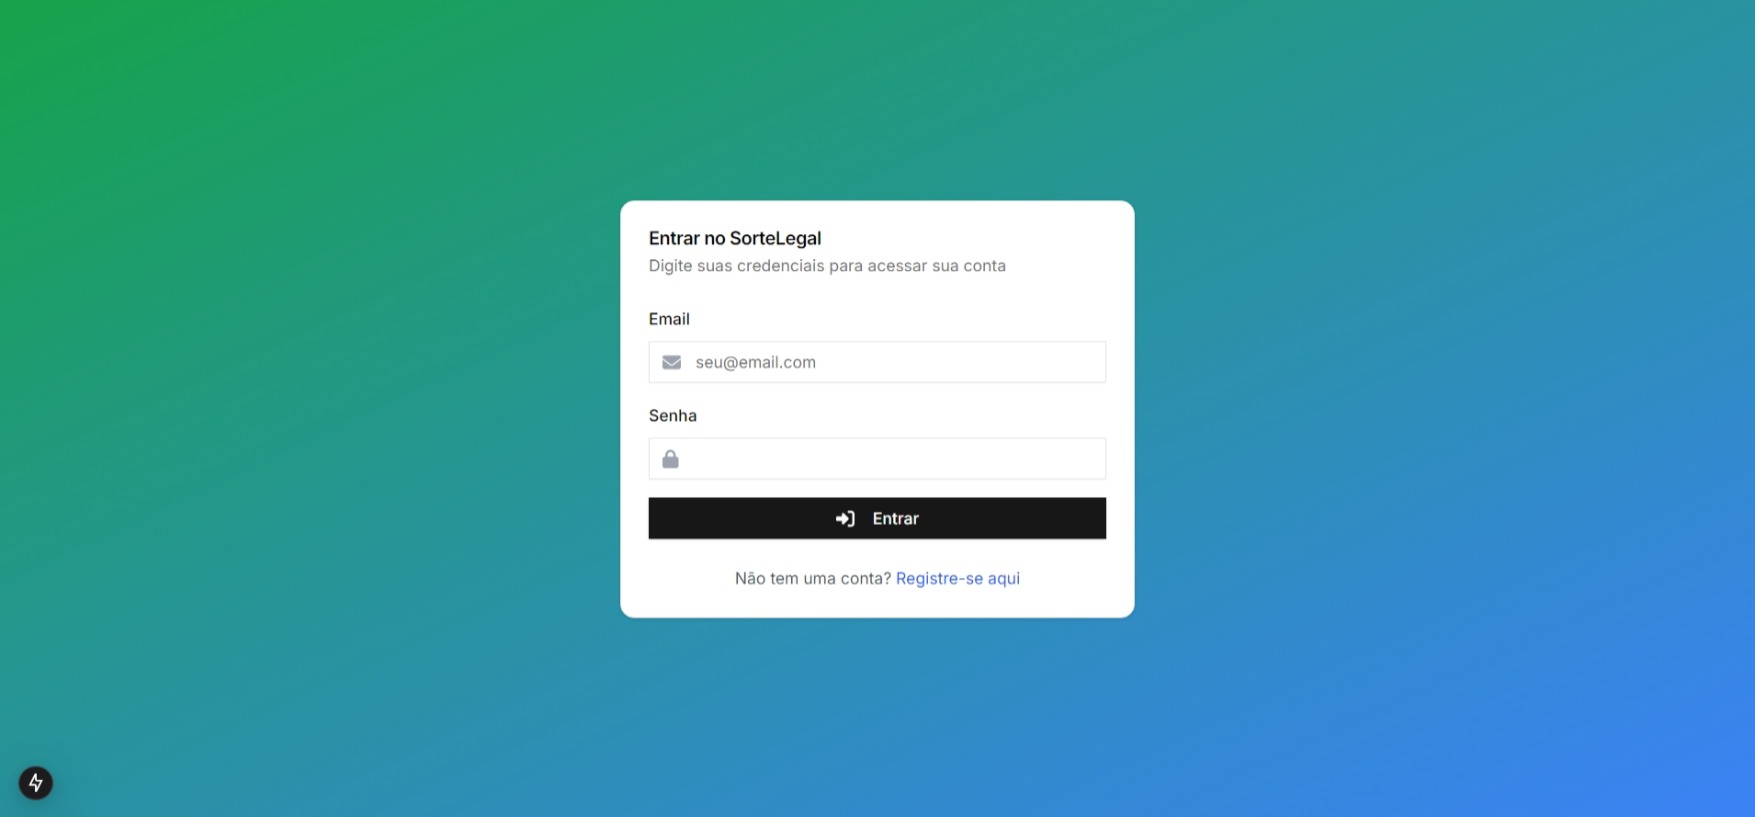 Entrar no SorteLegal
Digite suas credenciais para acessar sua conta
Email
seu@email.com
Senha
Entrar
Não tem uma conta? Registre-se aqui